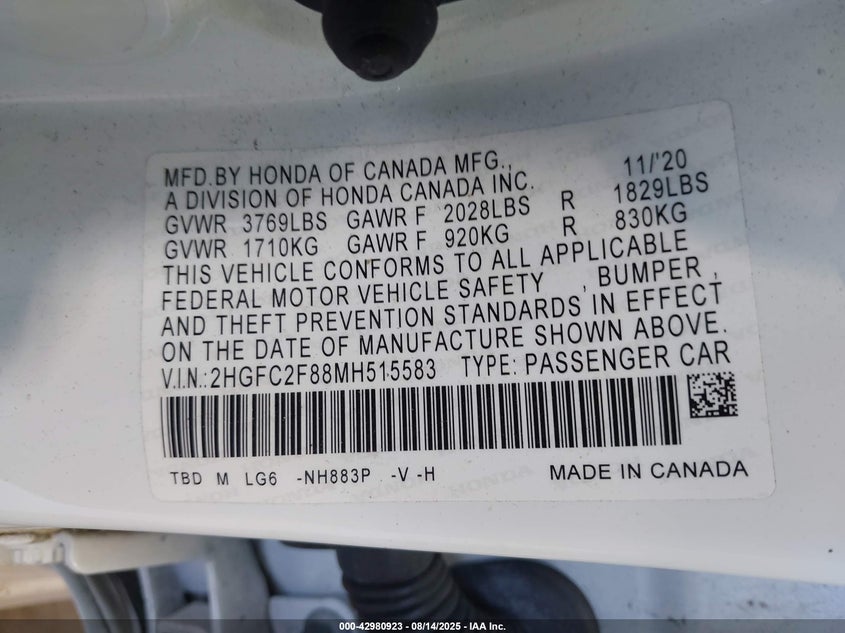 MFD.BY HONDA OF CANADA MFG., 11/'20
A DIVISION OF HONDA CANADA INC.
GVWR 3769LBS GAWR F 2028LBS R 1829LBS
GVWR 1710KG GAWR F 920KG R 830KG
THIS VEHICLE CONFORMS TO ALL APPLICABLE
FEDERAL MOTOR VEHICLE SAFETY , BUMPER ,
AND THEFT PREVENTION STANDARDS IN EFFECT
ON THE DATE OF MANUFACTURE SHOWN ABOVE.
V.I.N.:2HGFC2F88MH515583 TYPE: PASSENGER CAR
TBD M LG6 -NH883P -V -H MADE IN CANADA
000-42980923 - 08/14/2025 - IAA Inc.